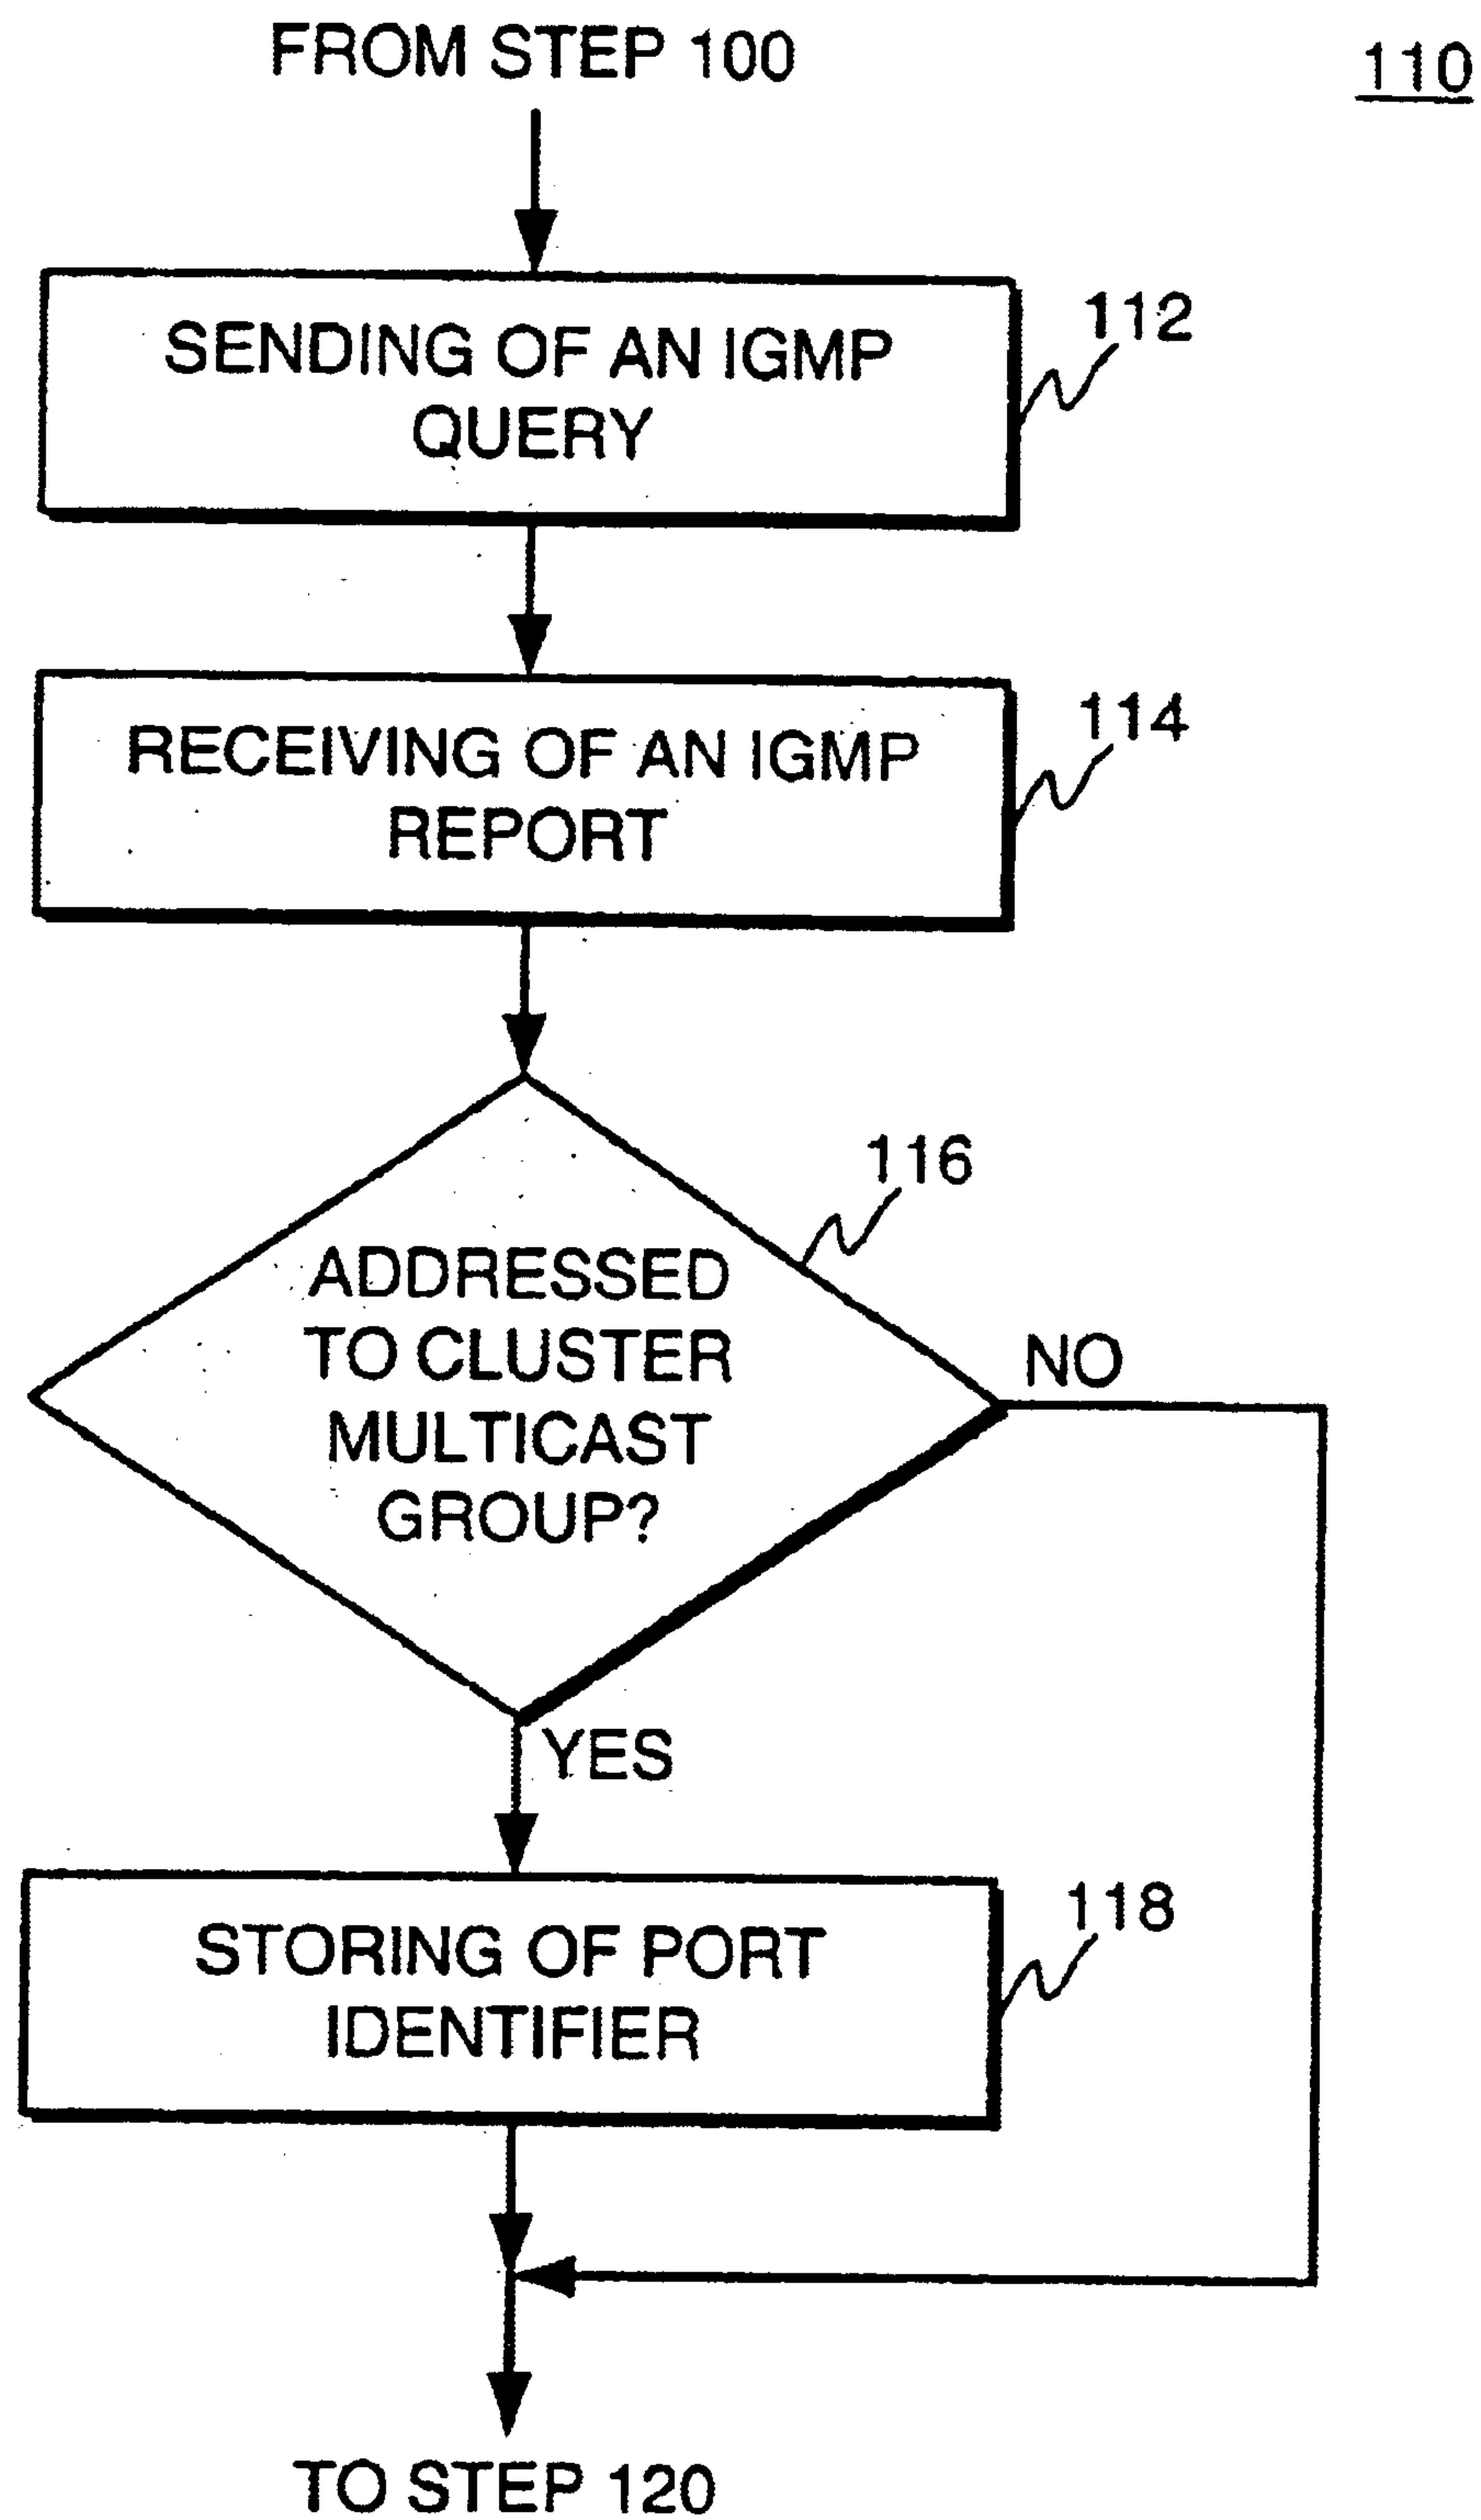 FROM STEP 100
110
SENDING OF AN IGMP
QUERY
112
RECEIVING OF AN IGMP
REPORT
114
116
ADDRESSED
TO CLUSTER
MULTICAST
GROUP?
NO
YES
STORING OF PORT
IDENTIFIER
118
TO STEP 120